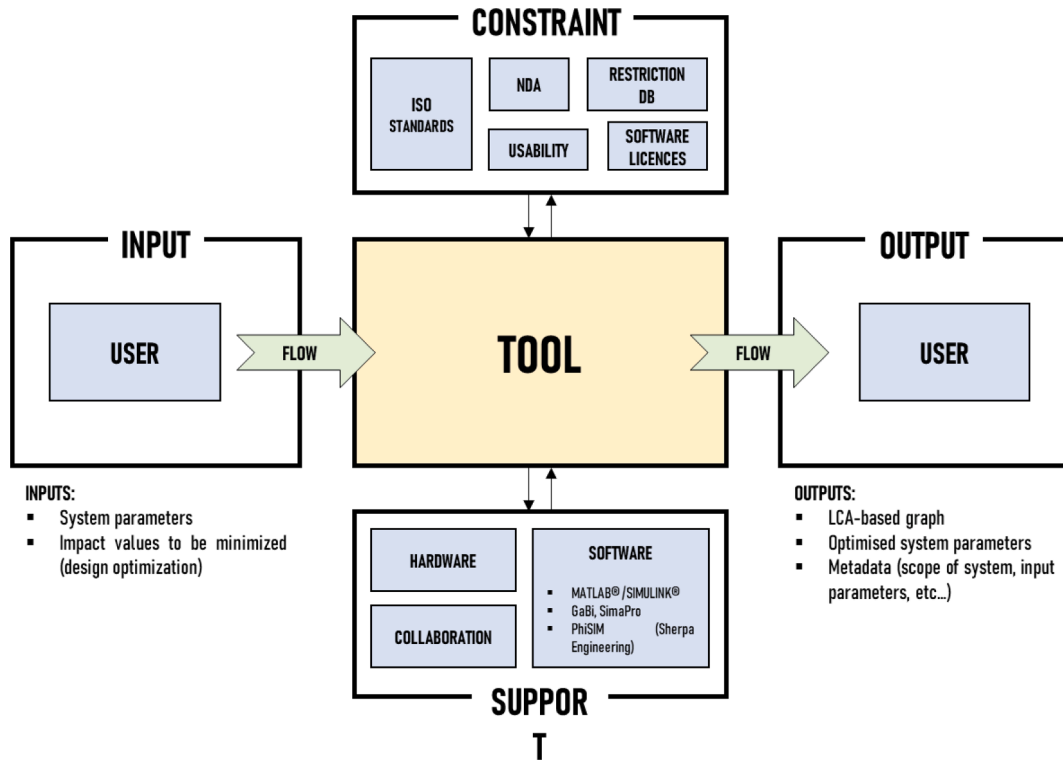 CONSTRAINT
ISO
STANDARDS
NDA
RESTRICTION
DB
USABILITY
SOFTWARE
LICENCES
INPUT
USER
FLOW
TOOL
FLOW
OUTPUT
USER
INPUTS:
▪ System parameters
▪ Impact values to be minimized
(design optimization)
OUTPUTS:
▪ LCA-based graph
▪ Optimised system parameters
▪ Metadata (scope of system, input
parameters, etc...)
HARDWARE
COLLABORATION
SOFTWARE
▪ MATLAB® /SIMULINK®
▪ GaBi, SimaPro
▪ PhiSIM (Sherpa
Engineering)
SUPPOR
T